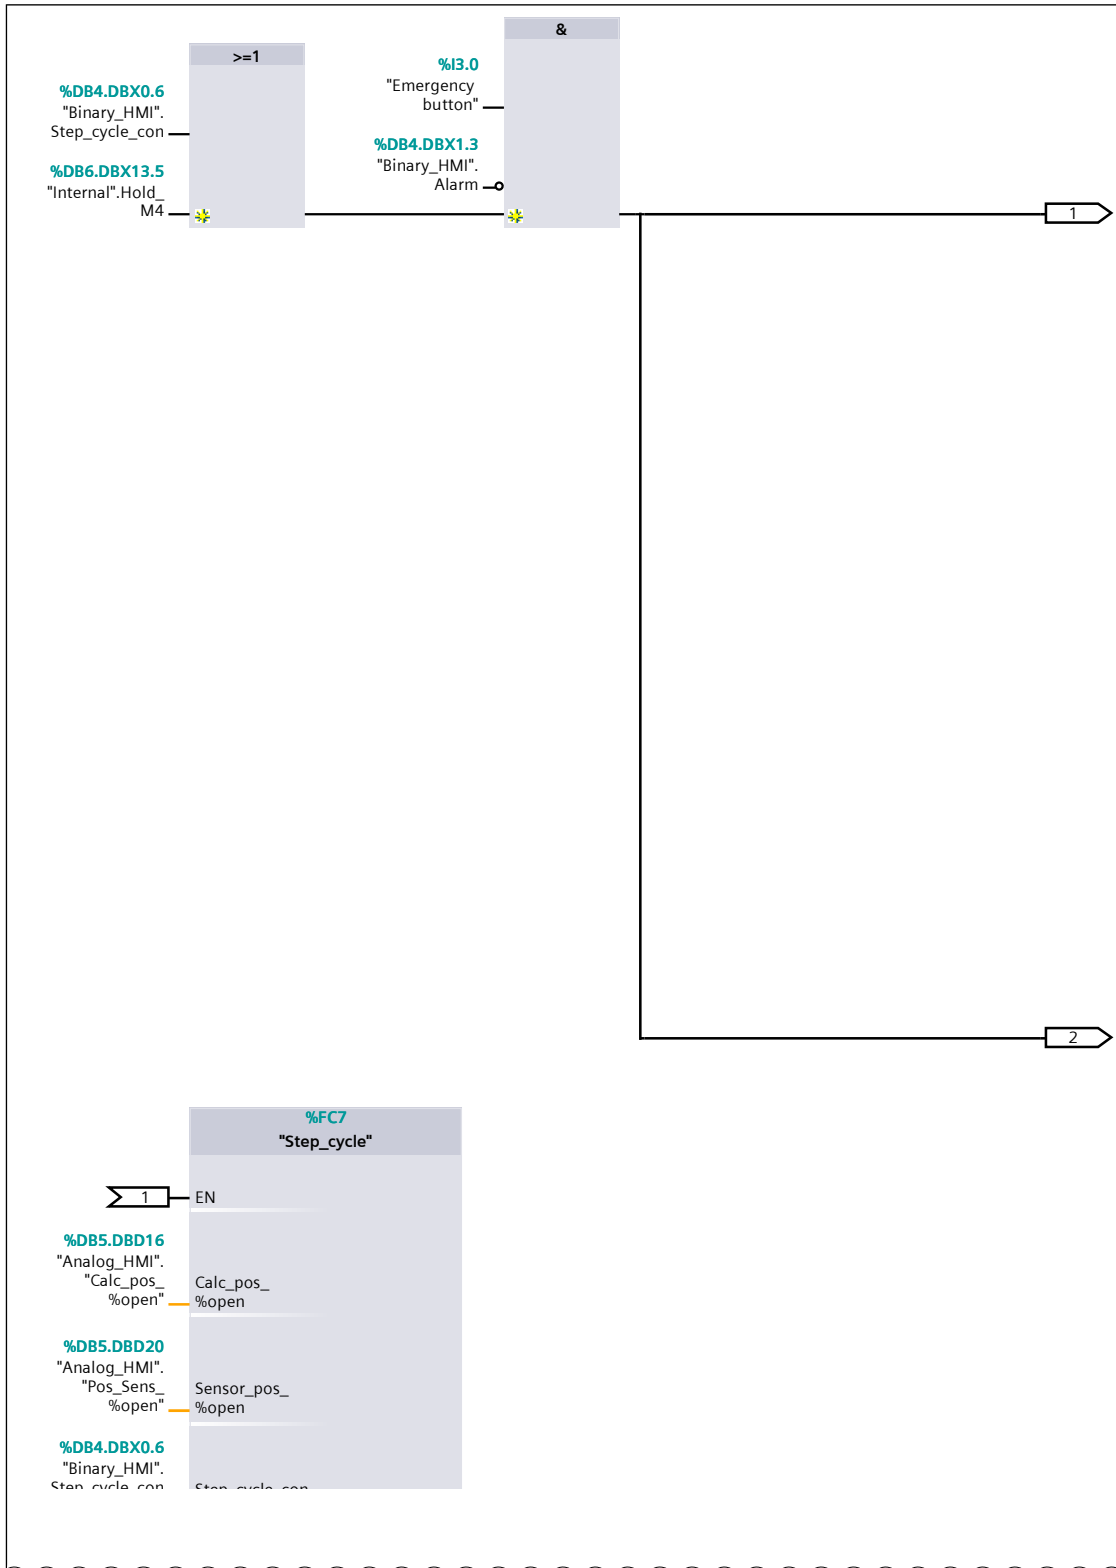 >=1
%DB4.DBX0.6
"Binary_HMI".
Step_cycle_con
%DB6.DBX13.5
"Internal".Hold_
M4
&
%I3.0
"Emergency
button"
%DB4.DBX1.3
"Binary_HMI".
Alarm
1
2
%FC7
"Step_cycle"
1
EN
%DB5.DBD16
"Analog_HMI".
"Calc_pos_
%open"
Calc_pos_
%open
%DB5.DBD20
"Analog_HMI".
"Pos_Sens_
%open"
Sensor_pos_
%open
%DB4.DBX0.6
"Binary_HMI".
Step_cycle_con
Step_cycle_con